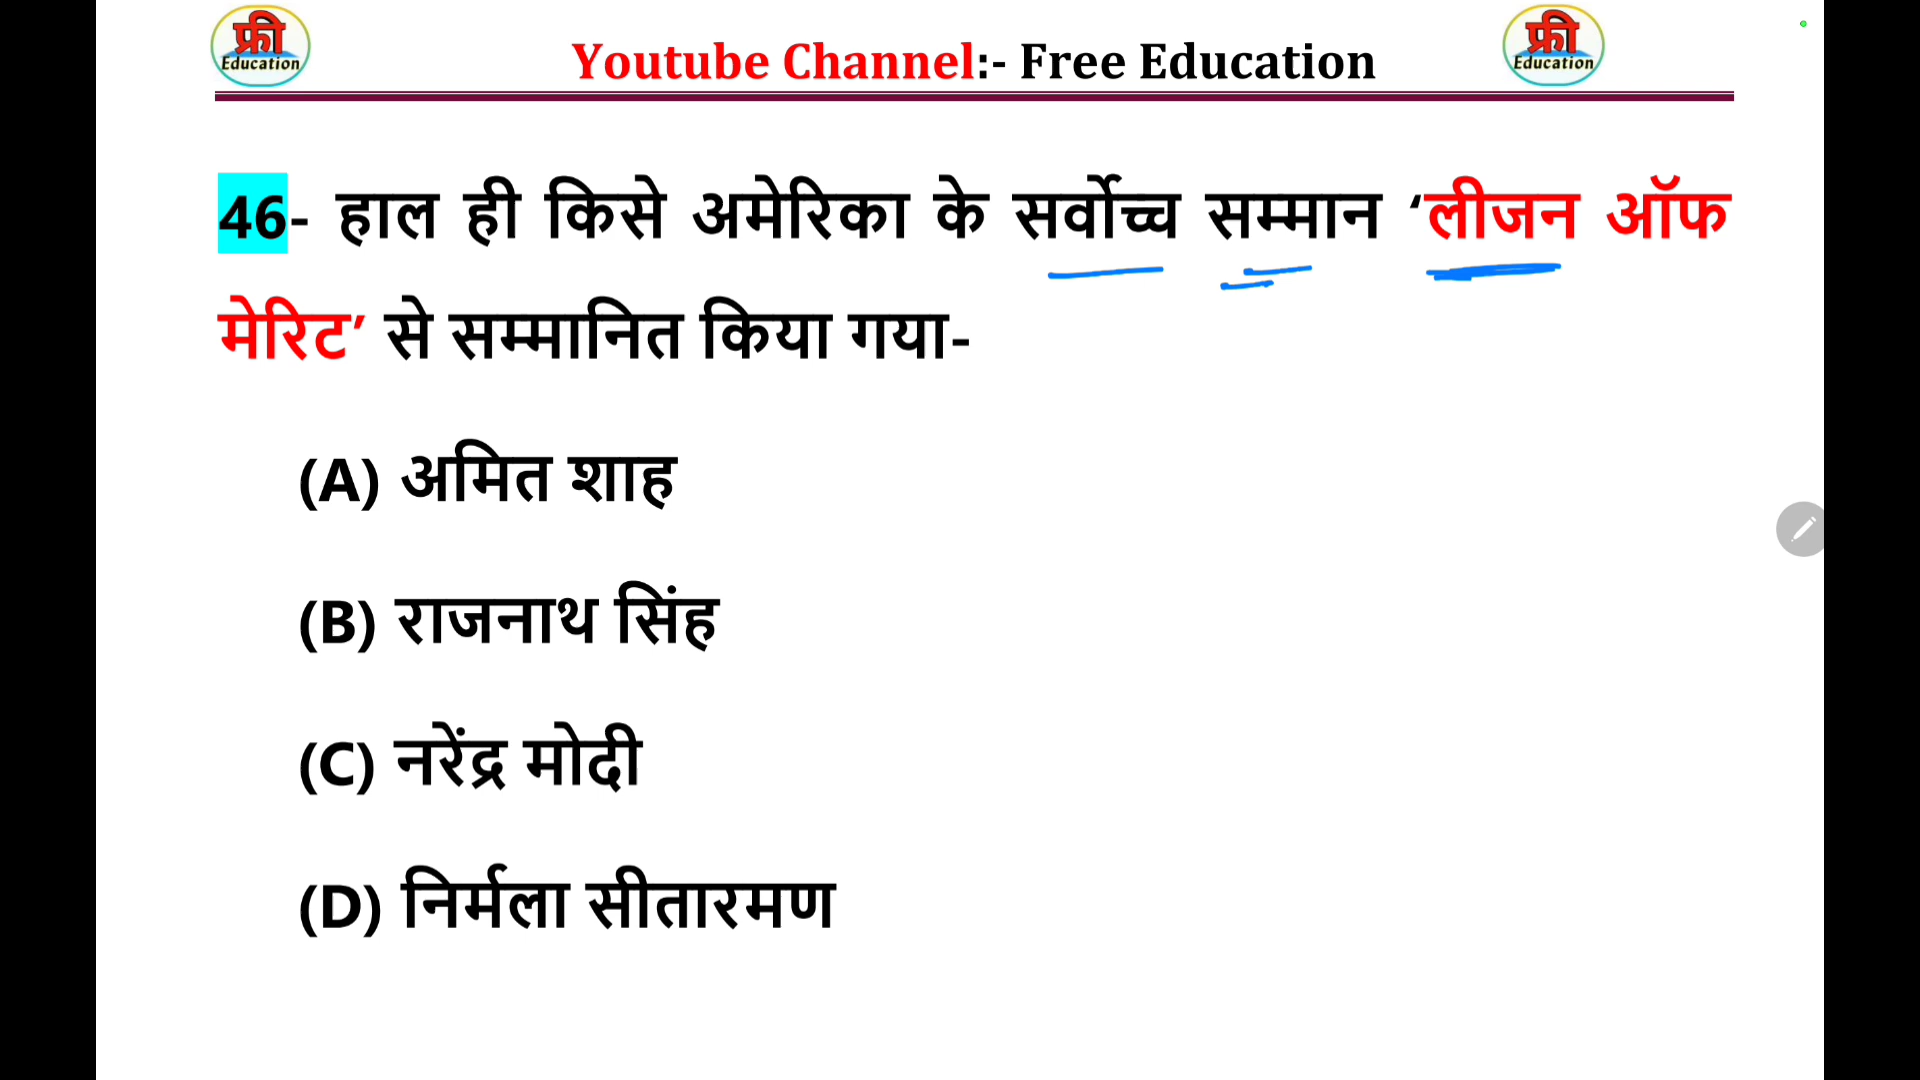 फ्री
Education
Youtube Channel:- Free Education
फ्री
Education
46- हाल ही किसे अमेरिका के सर्वोच्च सम्मान ‘लीजन ऑफ
मेरिट’ से सम्मानित किया गया-
(A) अमित शाह
(B) राजनाथ सिंह
(C) नरेंद्र मोदी
(D) निर्मला सीतारमण